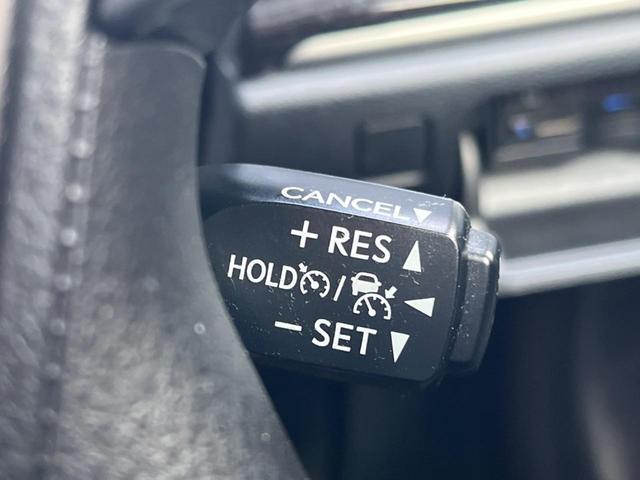 CANCEL▼
+ RES ▲
HOLD / ◀
− SET ▼